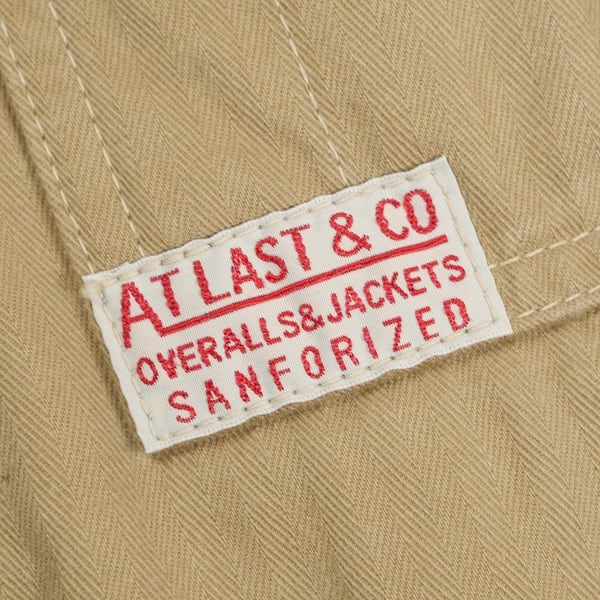 AT LAST & CO
OVERALLS & JACKETS
SANFORIZED